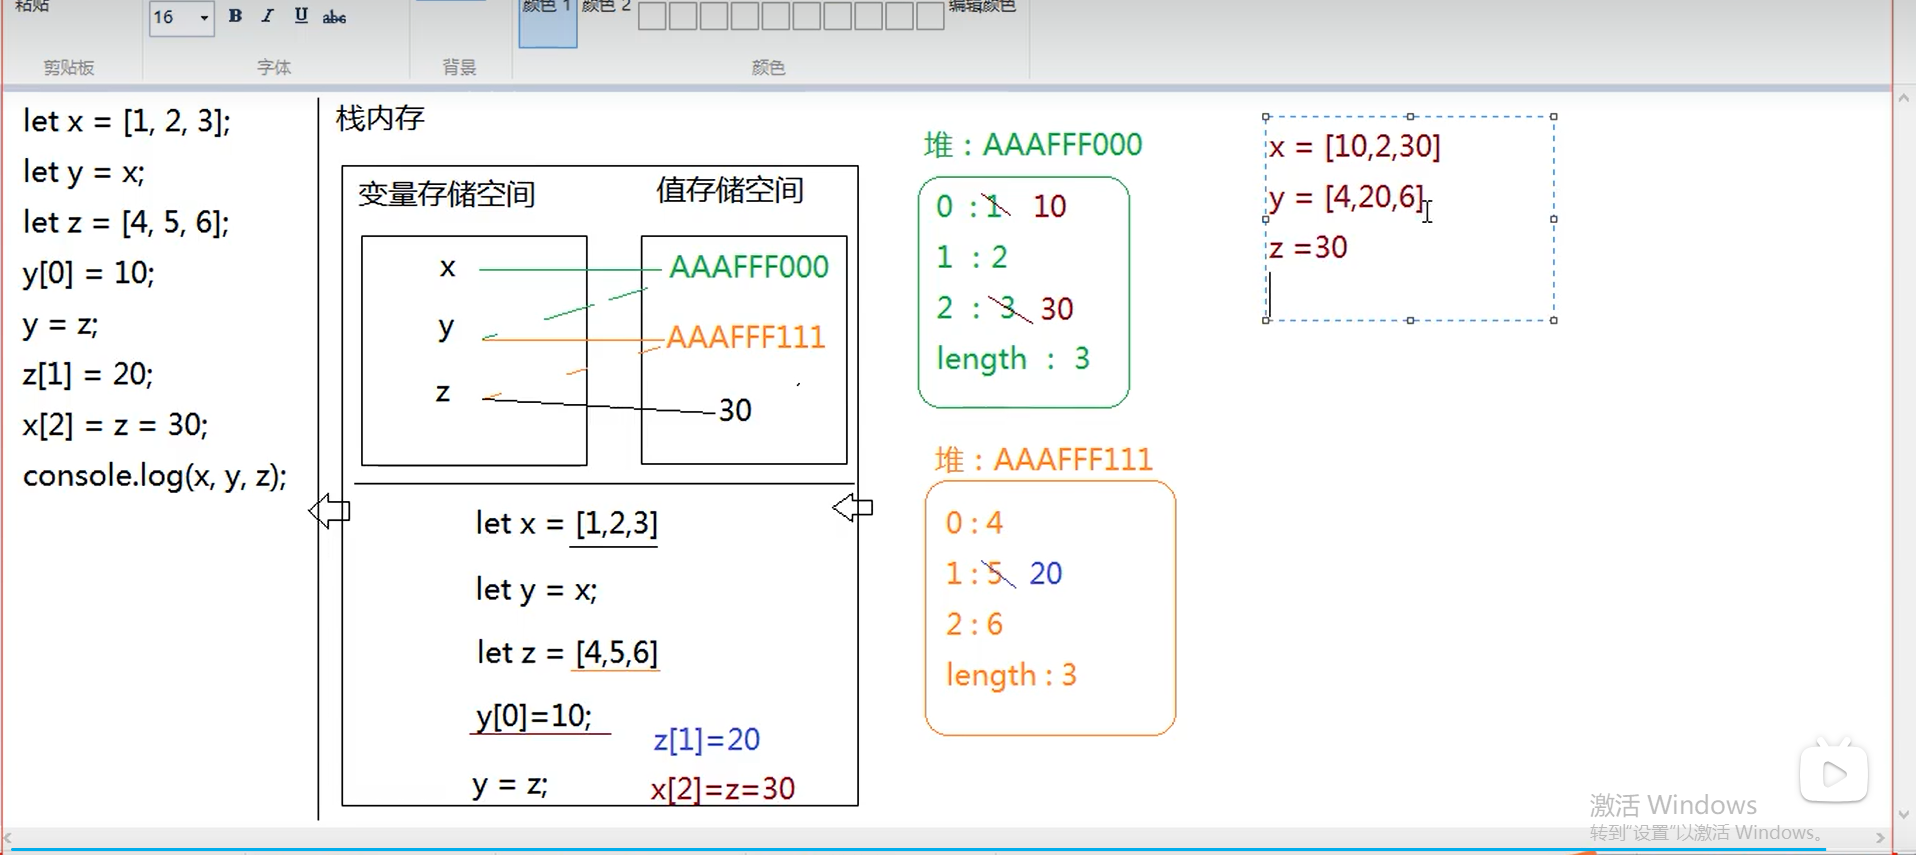 粘贴
16
B I U abc
颜色 1 颜色 2
编辑颜色
剪贴板
字体
背景
颜色
let x = [1, 2, 3];
let y = x;
let z = [4, 5, 6];
y[0] = 10;
y = z;
z[1] = 20;
x[2] = z = 30;
console.log(x, y, z);
栈内存
变量存储空间
值存储空间
x
y
z
AAAFFF000
AAAFFF111
30
let x = [1,2,3]
let y = x;
let z = [4,5,6]
y[0]=10;
z[1]=20
y = z;
x[2]=z=30
堆：AAAFFF000
0 : 1 10
1 : 2
2 : 3 30
length : 3
堆：AAAFFF111
0 : 4
1 : 5 20
2 : 6
length : 3
x = [10,2,30]
y = [4,20,6]
z =30
激活 Windows
转到"设置"以激活 Windows。